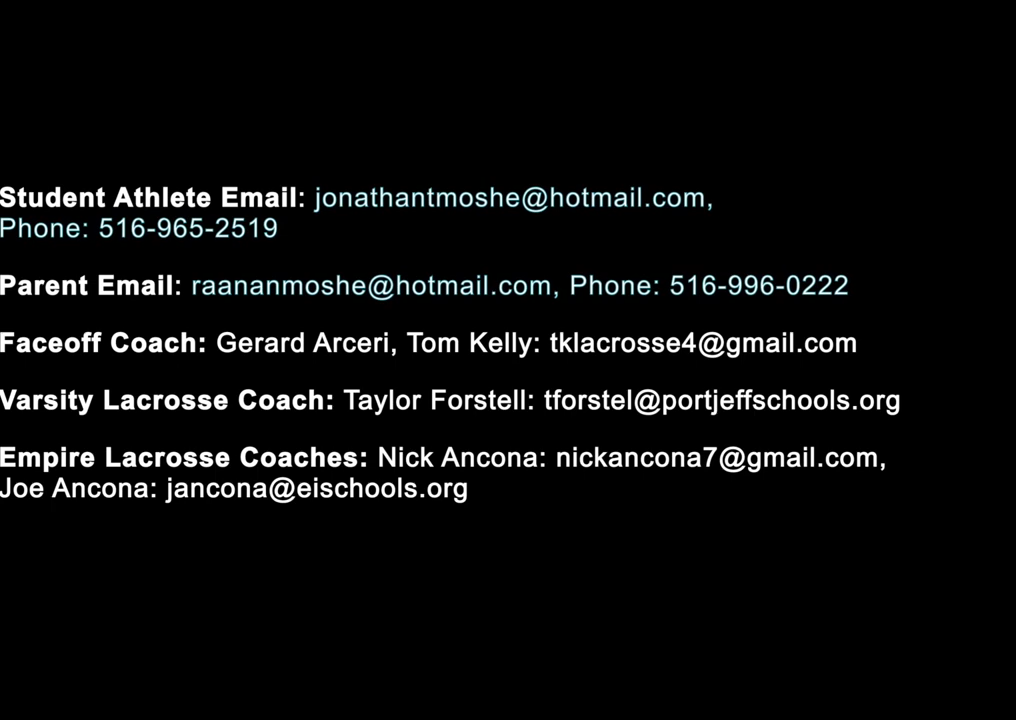 Student Athlete Email: jonathantmoshe@hotmail.com,
Phone: 516-965-2519
Parent Email: raananmoshe@hotmail.com, Phone: 516-996-0222
Faceoff Coach: Gerard Arceri, Tom Kelly: tklacrosse4@gmail.com
Varsity Lacrosse Coach: Taylor Forstell: tforstel@portjeffschools.org
Empire Lacrosse Coaches: Nick Ancona: nickancona7@gmail.com,
Joe Ancona: jancona@eischools.org